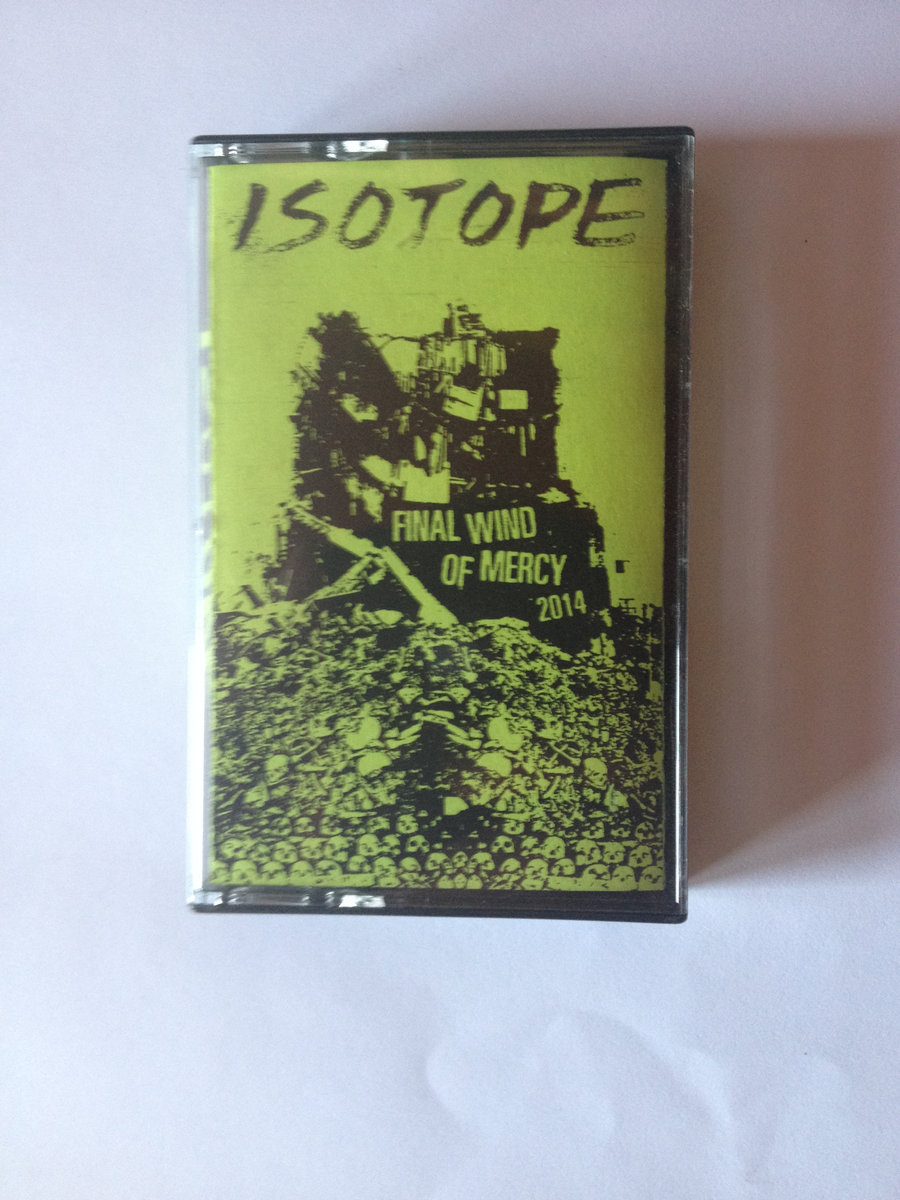 ISOTOPE
FINAL WIND
OF MERCY
2014